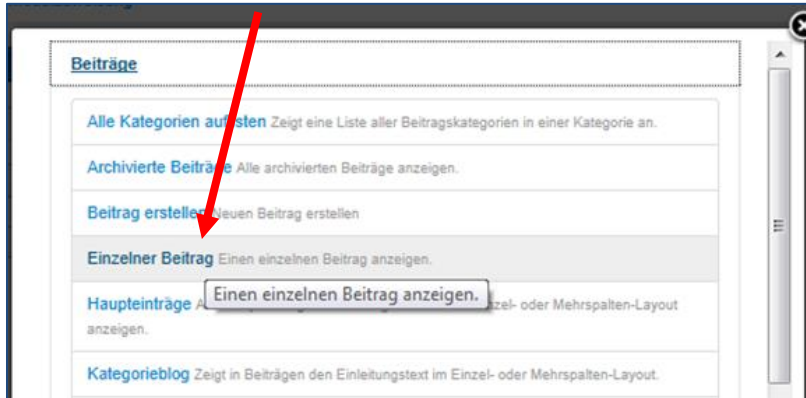 Beiträge
Alle Kategorien auflisten Zeigt eine Liste aller Beitragskategorien in einer Kategorie an.
Archivierte Beiträge Alle archivierten Beiträge anzeigen.
Beitrag erstellen Neuen Beitrag erstellen
Einzelner Beitrag Einen einzelnen Beitrag anzeigen.
Einen einzelnen Beitrag anzeigen.
Haupteinträge oder Mehrspalten-Layout
anzeigen.
Kategorieblog Zeigt in Beiträgen den Einleitungstext im Einzel- oder Mehrspalten-Layout.